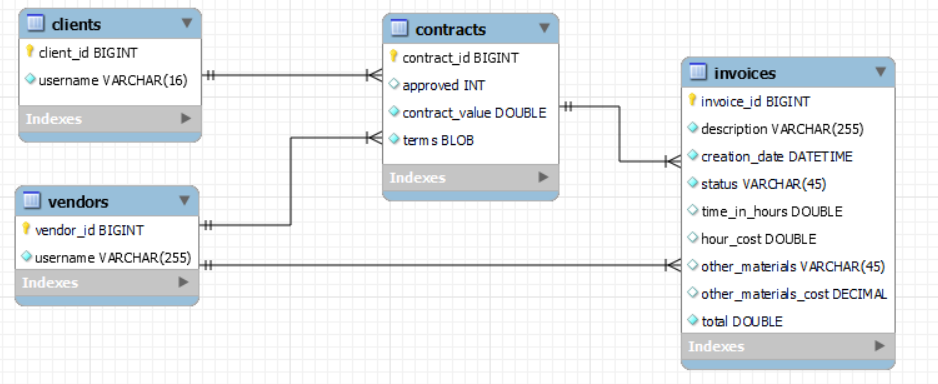 clients
client_id BIGINT
username VARCHAR(16)
Indexes
vendors
vendor_id BIGINT
username VARCHAR(255)
Indexes
contracts
contract_id BIGINT
approved INT
contract_value DOUBLE
terms BLOB
Indexes
invoices
invoice_id BIGINT
description VARCHAR(255)
creation_date DATETIME
status VARCHAR(45)
time_in_hours DOUBLE
hour_cost DOUBLE
other_materials VARCHAR(45)
other_materials_cost DECIMAL
total DOUBLE
Indexes